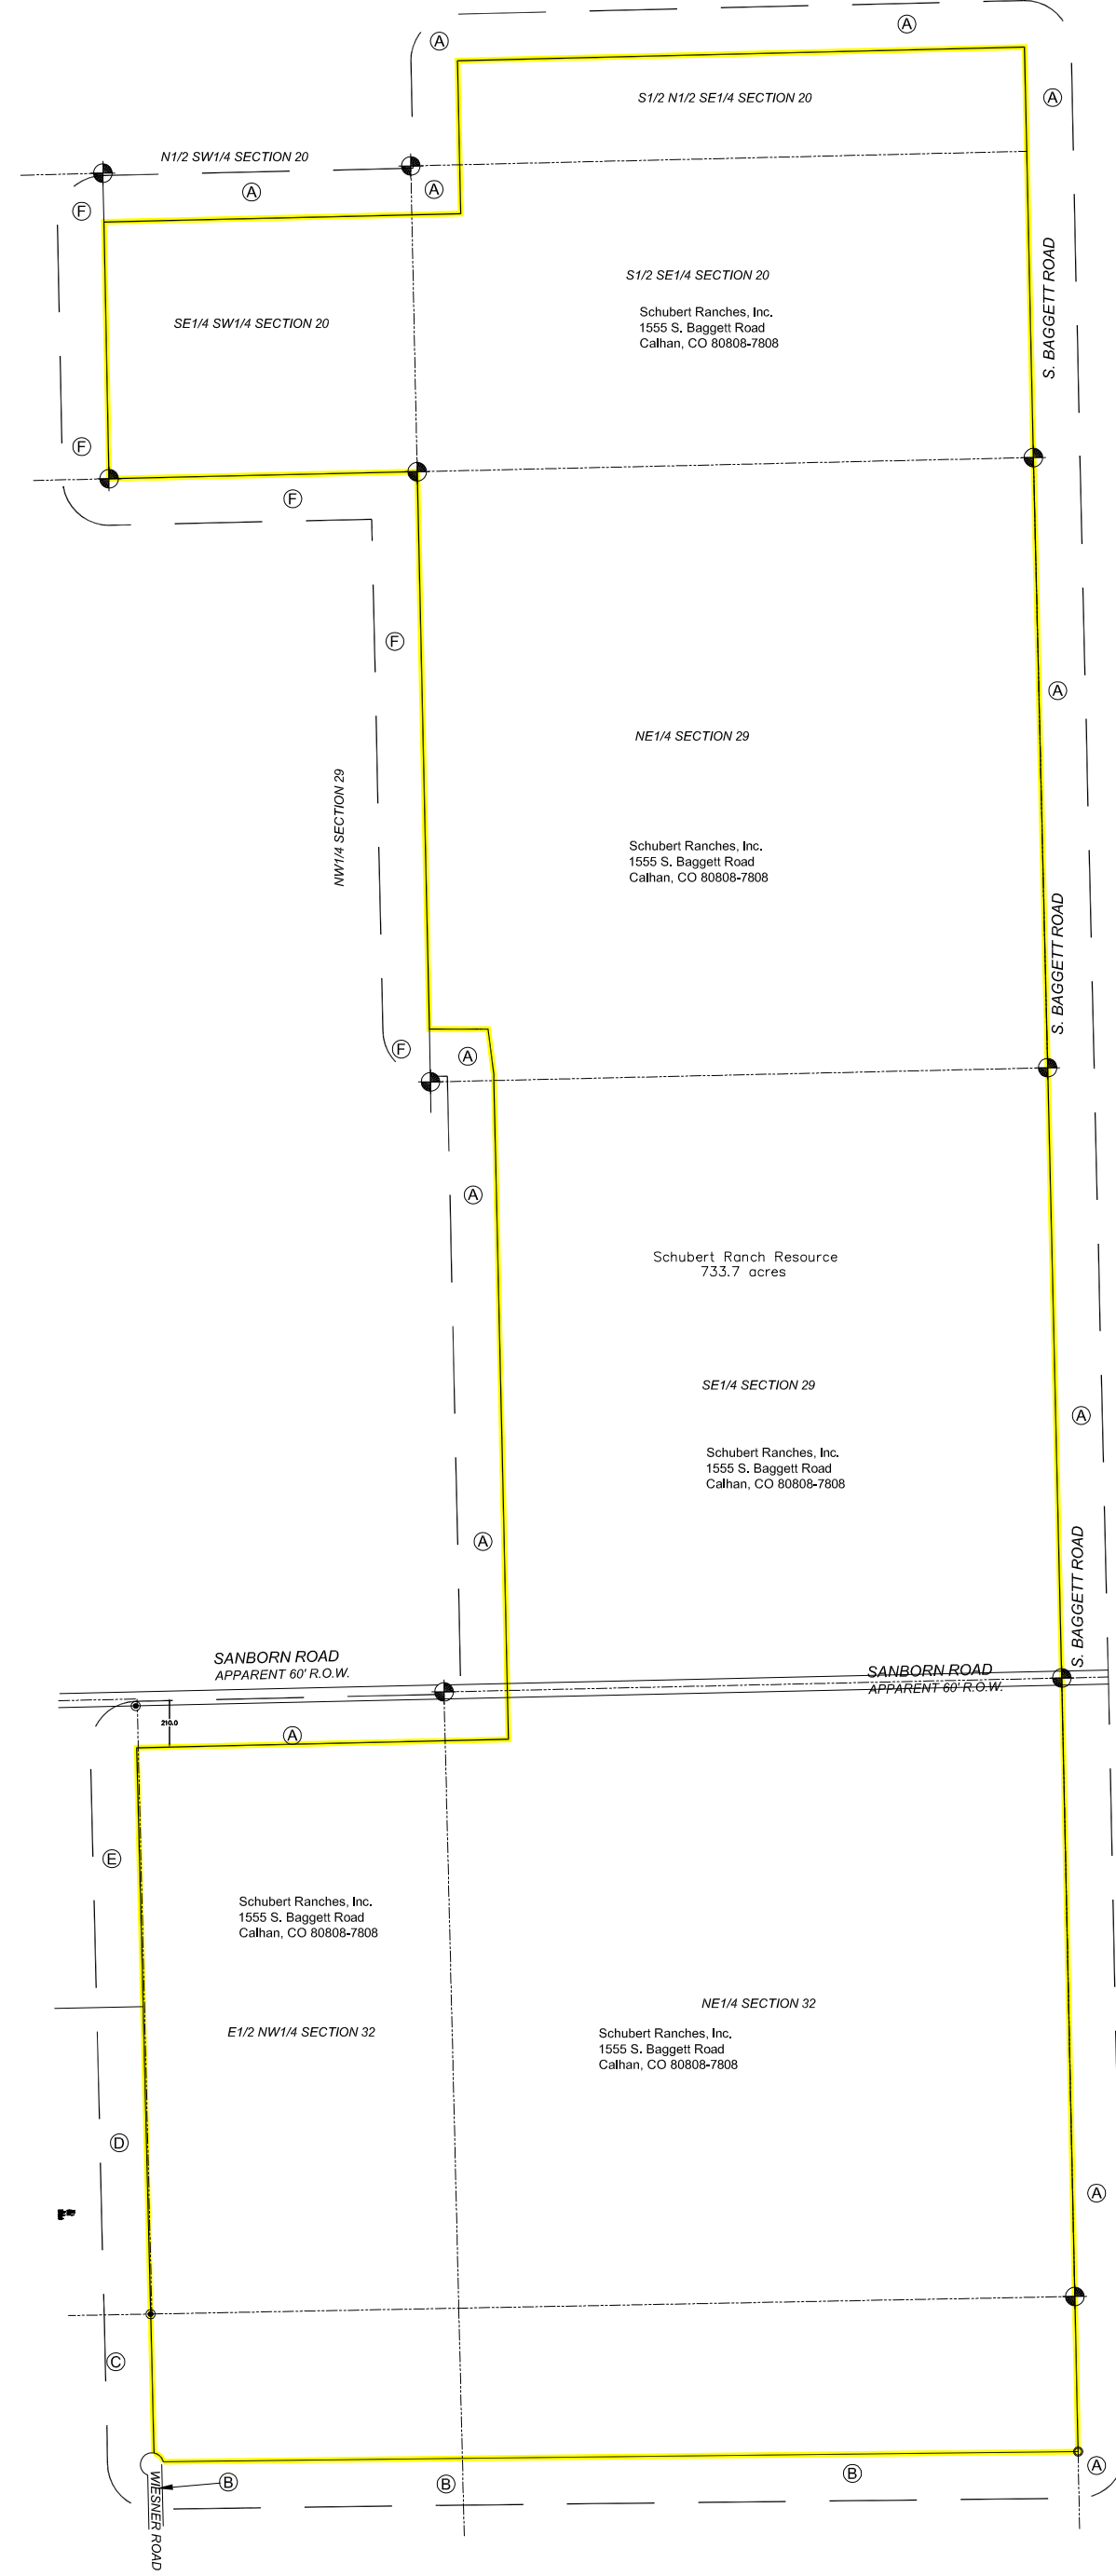 A
A
S1/2 N1/2 SE1/4 SECTION 20
A
N1/2 SW1/4 SECTION 20
A
A
F
S. BAGGETT ROAD
S1/2 SE1/4 SECTION 20
Schubert Ranches, Inc.
1555 S. Baggett Road
Calhan, CO 80808-7808
SE1/4 SW1/4 SECTION 20
F
F
F
A
NE1/4 SECTION 29
NW1/4 SECTION 29
Schubert Ranches, Inc.
1555 S. Baggett Road
Calhan, CO 80808-7808
S. BAGGETT ROAD
F
A
A
Schubert Ranch Resource
733.7 acres
SE1/4 SECTION 29
A
Schubert Ranches, Inc.
1555 S. Baggett Road
Calhan, CO 80808-7808
A
S. BAGGETT ROAD
SANBORN ROAD
APPARENT 60' R.O.W.
SANBORN ROAD
APPARENT 60' R.O.W.
210.0
A
E
Schubert Ranches, Inc.
1555 S. Baggett Road
Calhan, CO 80808-7808
NE1/4 SECTION 32
E1/2 NW1/4 SECTION 32
Schubert Ranches, Inc.
1555 S. Baggett Road
Calhan, CO 80808-7808
D
A
C
A
B
B
B
WIESNER ROAD